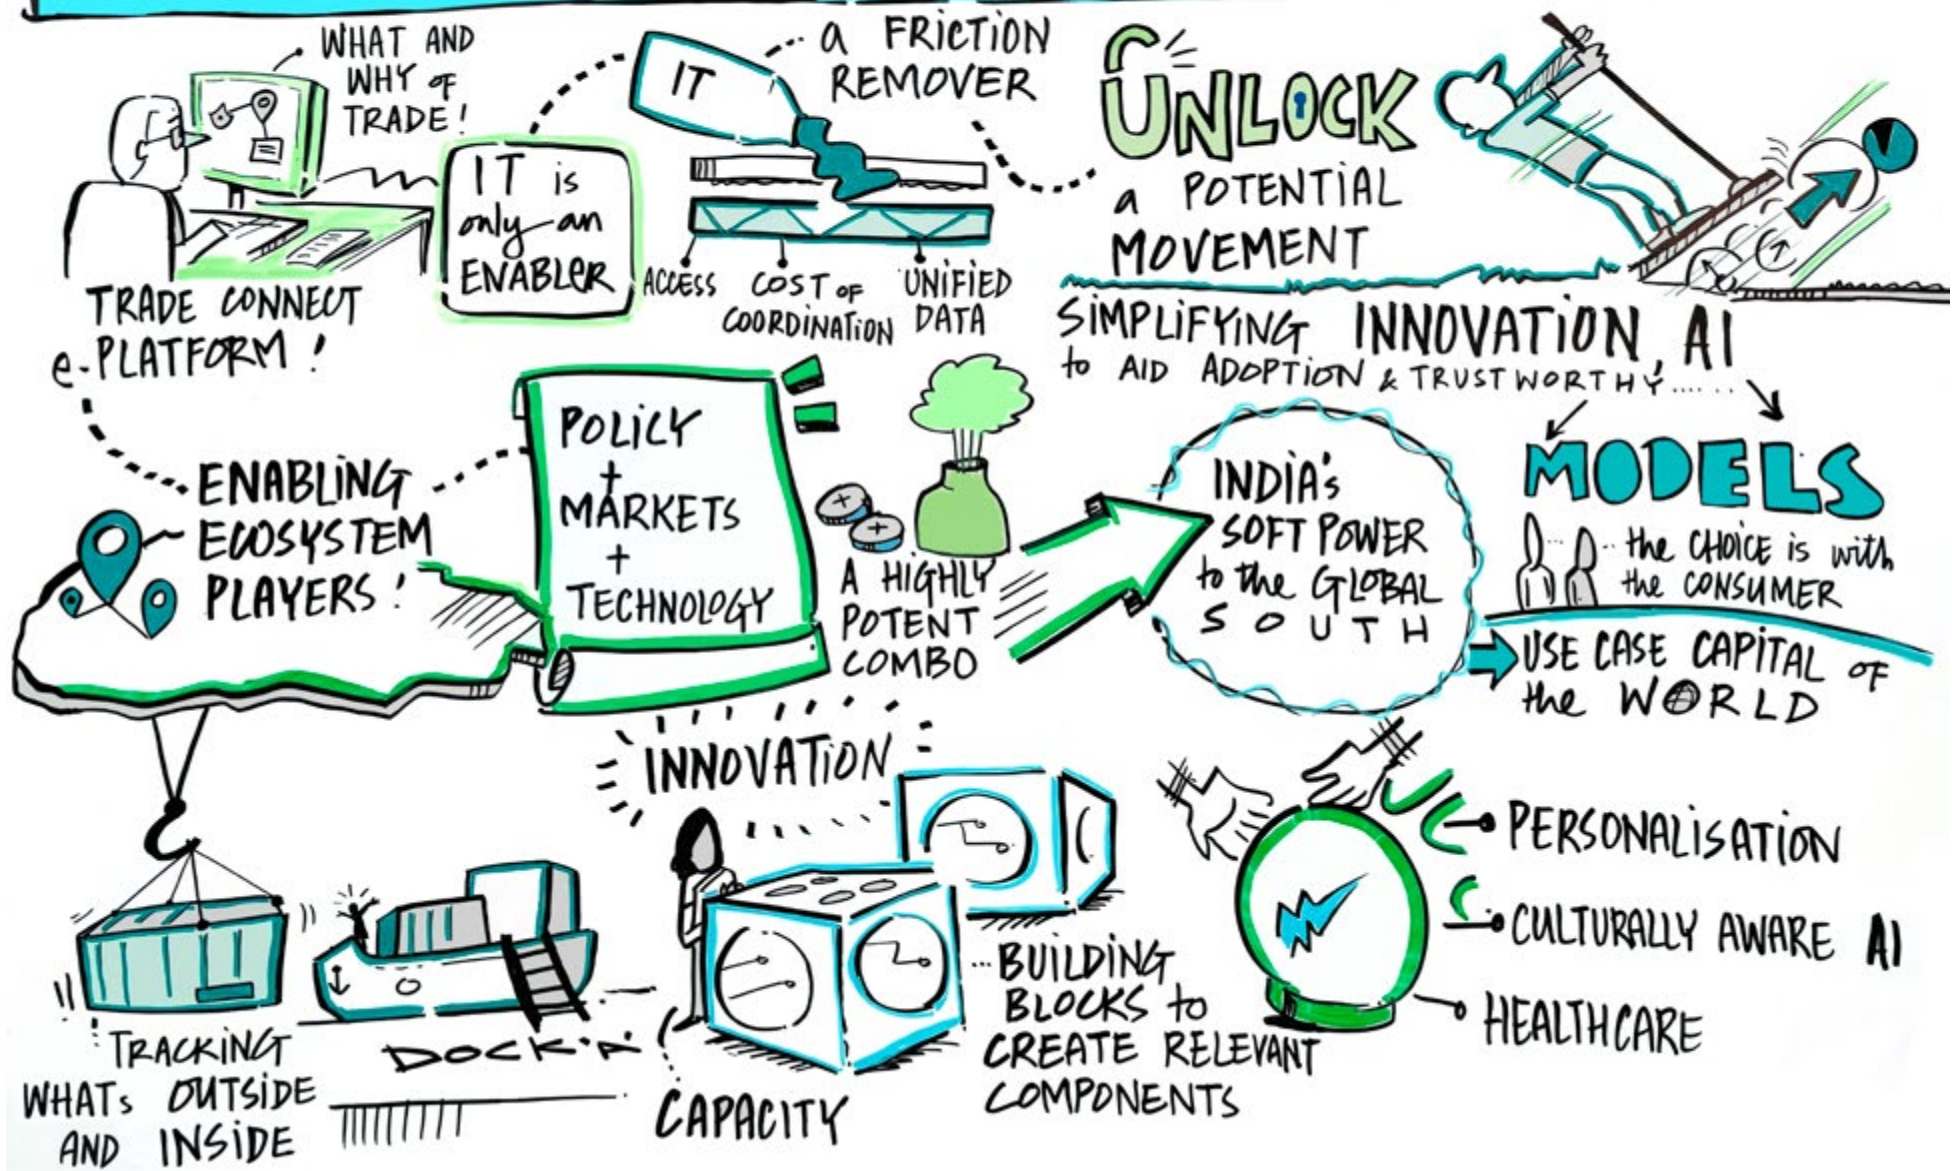 WHAT AND
WHY OF
TRADE!
TRADE CONNECT
e-PLATFORM!
IT is
only an
ENABLER
IT
a FRICTION
REMOVER
ACCESS
COST OF
COORDINATION
UNIFIED
DATA
UNLOCK
a POTENTIAL
MOVEMENT
SIMPLIFYING INNOVATION, AI
to AID ADOPTION & TRUSTWORTHY......
ENABLING
ECOSYSTEM
PLAYERS!
POLICY
+
MARKETS
+
TECHNOLOGY
A HIGHLY
POTENT
COMBO
INDIA's
SOFT POWER
to the GLOBAL
SOUTH
MODELS
the CHOICE is with
the CONSUMER
USE CASE CAPITAL OF
the WORLD
INNOVATION
TRACKING
WHATs OUTSIDE
AND INSIDE
DOCK'n'
CAPACITY
...BUILDING
BLOCKS to
CREATE RELEVANT
COMPONENTS
PERSONALISATION
CULTURALLY AWARE AI
HEALTHCARE